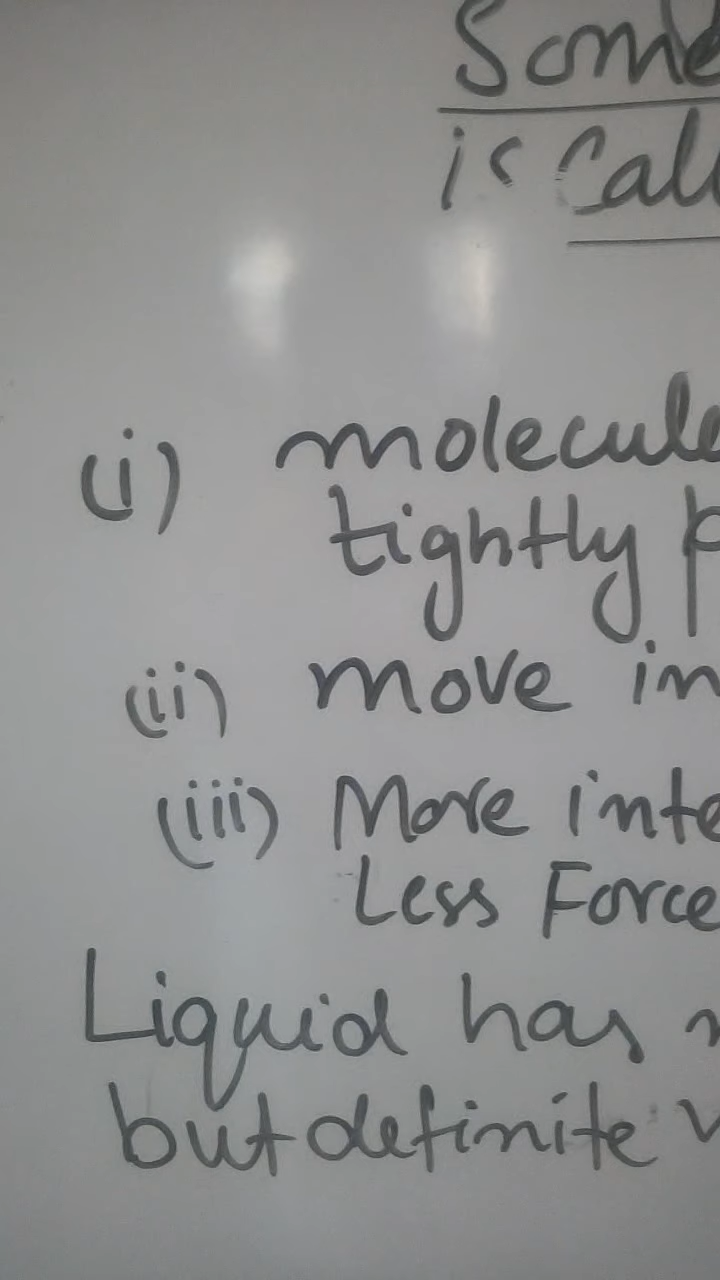 Some
is Call
(i) molecule
tightly p
(ii) move in
(iii) More inte
Less Force
Liquid has n
but definite v